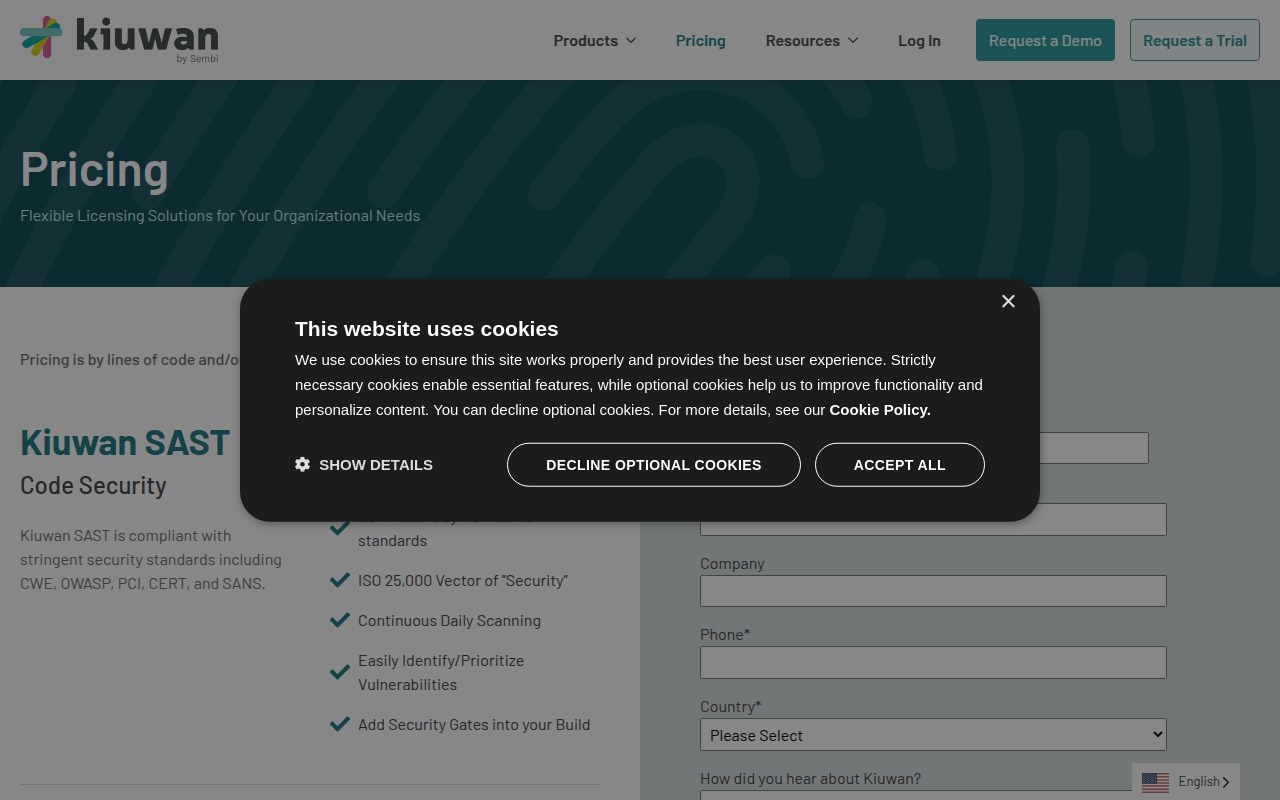 kiuwan
by Sembi
Products
Pricing
Resources
Log In
Request a Demo
Request a Trial
Pricing
Flexible Licensing Solutions for Your Organizational Needs
Pricing is by lines of code and/o
This website uses cookies
We use cookies to ensure this site works properly and provides the best user experience. Strictly
necessary cookies enable essential features, while optional cookies help us to improve functionality and
personalize content. You can decline optional cookies. For more details, see our Cookie Policy.
SHOW DETAILS
DECLINE OPTIONAL COOKIES
ACCEPT ALL
Kiuwan SAST
Code Security
Kiuwan SAST is compliant with
stringent security standards including
CWE, OWASP, PCI, CERT, and SANS.
standards
ISO 25,000 Vector of “Security”
Continuous Daily Scanning
Easily Identify/Prioritize
Vulnerabilities
Add Security Gates into your Build
Company
Phone*
Country*
Please Select
How did you hear about Kiuwan?
English